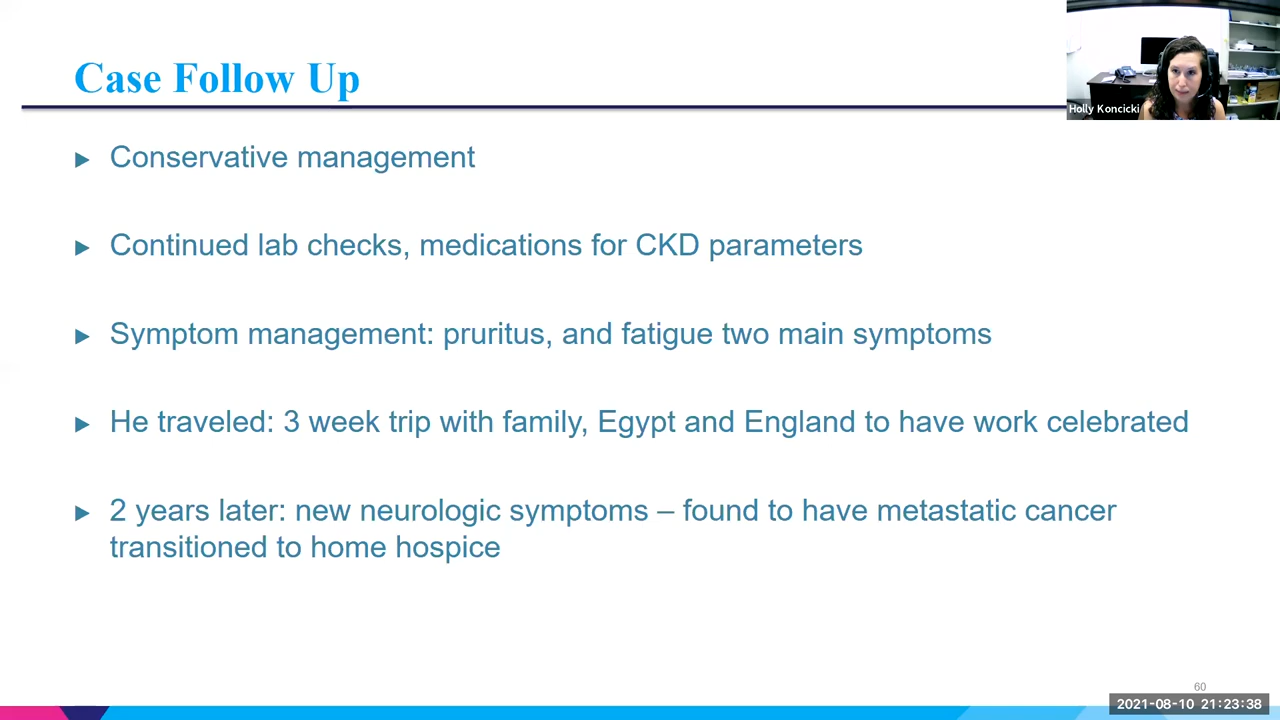 Case Follow Up
Holly Koncicki
Conservative management
Continued lab checks, medications for CKD parameters
Symptom management: pruritus, and fatigue two main symptoms
He traveled: 3 week trip with family, Egypt and England to have work celebrated
2 years later: new neurologic symptoms – found to have metastatic cancer
transitioned to home hospice
60
2021-08-10 21:23:38